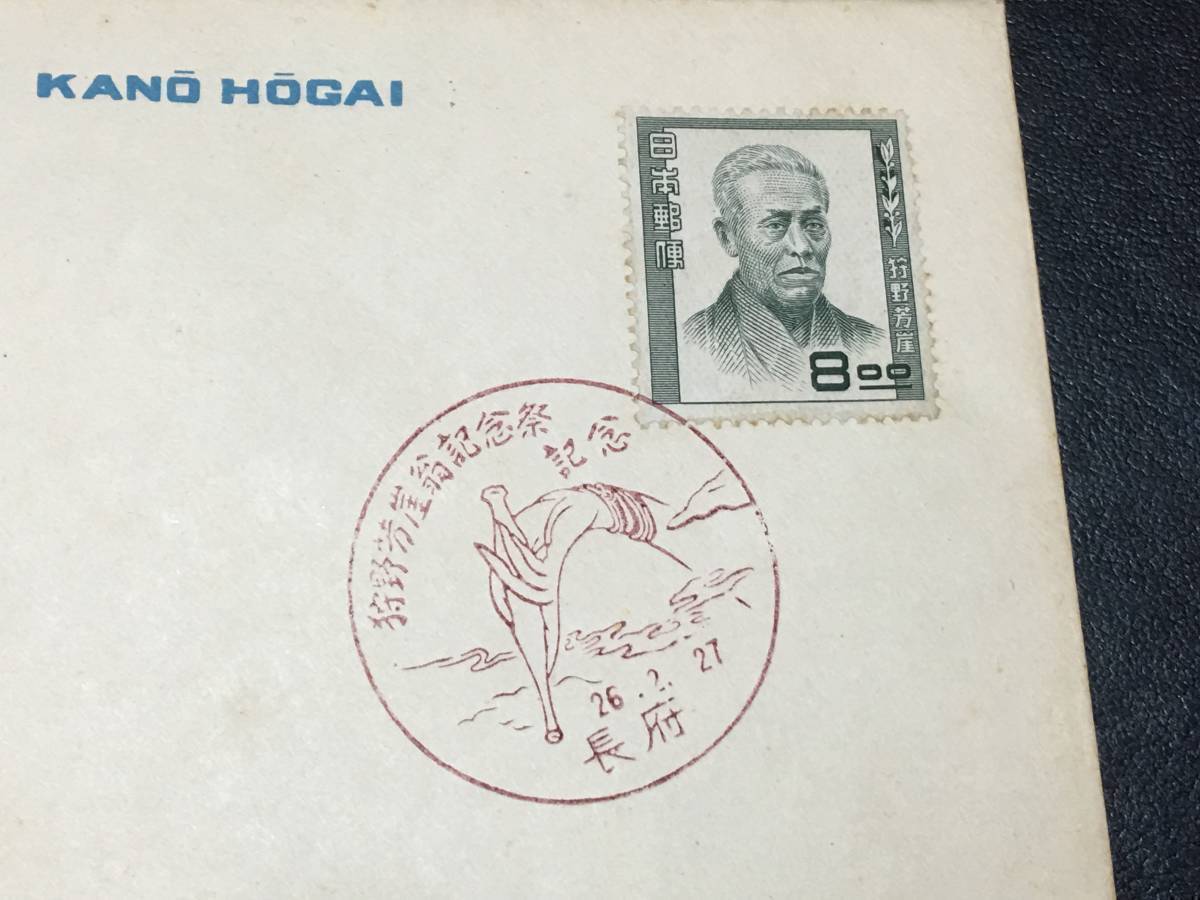 KANŌ HŌGAI
日本郵便
狩野芳崖
8.00
狩野芳崖翁記念祭
記念
26.2.27
長府